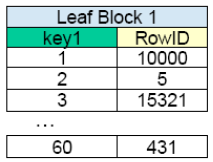 Leaf Block 1
key1 RowID
1 10000
2 5
3 15321
...
60 431